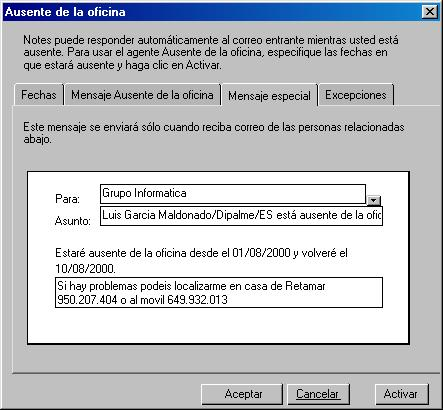 Ausente de la oficina
Notes puede responder automáticamente al correo entrante mientras usted está
ausente. Para usar el agente Ausente de la oficina, especifique las fechas
en que estará ausente y haga clic en Activar.
Fechas
Mensaje Ausente de la oficina
Mensaje especial
Excepciones
Este mensaje se enviará sólo cuando reciba correo de las personas relacionadas
abajo.
Para:
Grupo Informatica
Asunto:
Luis Garcia Maldonado/Dipalme/ES está ausente de la ofic
Estaré ausente de la oficina desde el 01/08/2000 y volveré el
10/08/2000.
Si hay problemas podeis localizarme en casa de Retamar
950.207.404 o al movil 649.932.013
Aceptar
Cancelar
Activar